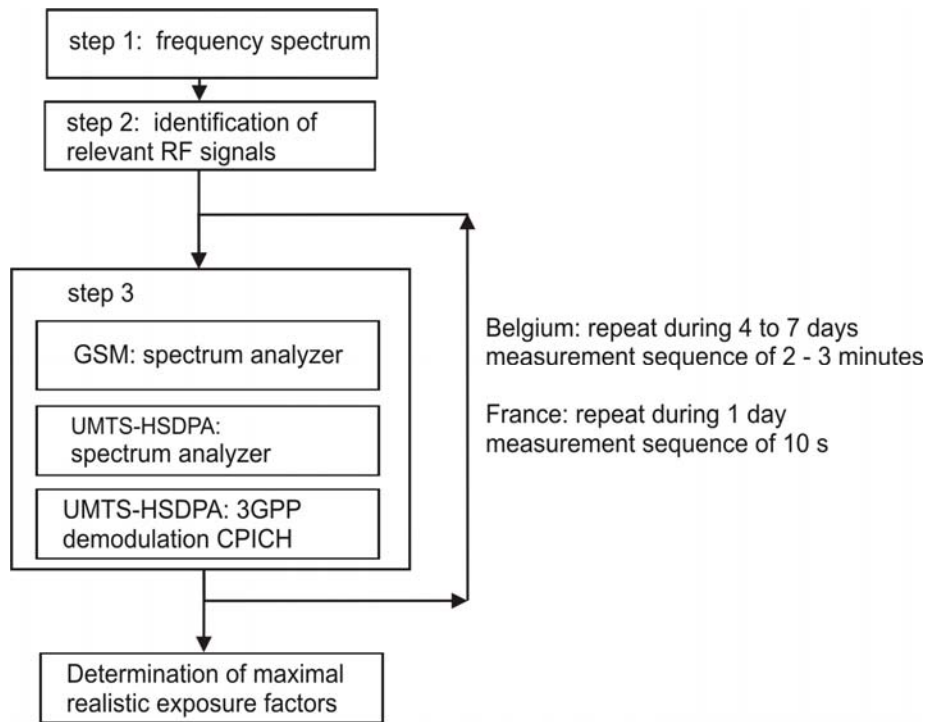 step 1: frequency spectrum
step 2: identification of
relevant RF signals
step 3
GSM: spectrum analyzer
UMTS-HSDPA:
spectrum analyzer
UMTS-HSDPA: 3GPP
demodulation CPICH
Belgium: repeat during 4 to 7 days
measurement sequence of 2 - 3 minutes
France: repeat during 1 day
measurement sequence of 10 s
Determination of maximal
realistic exposure factors